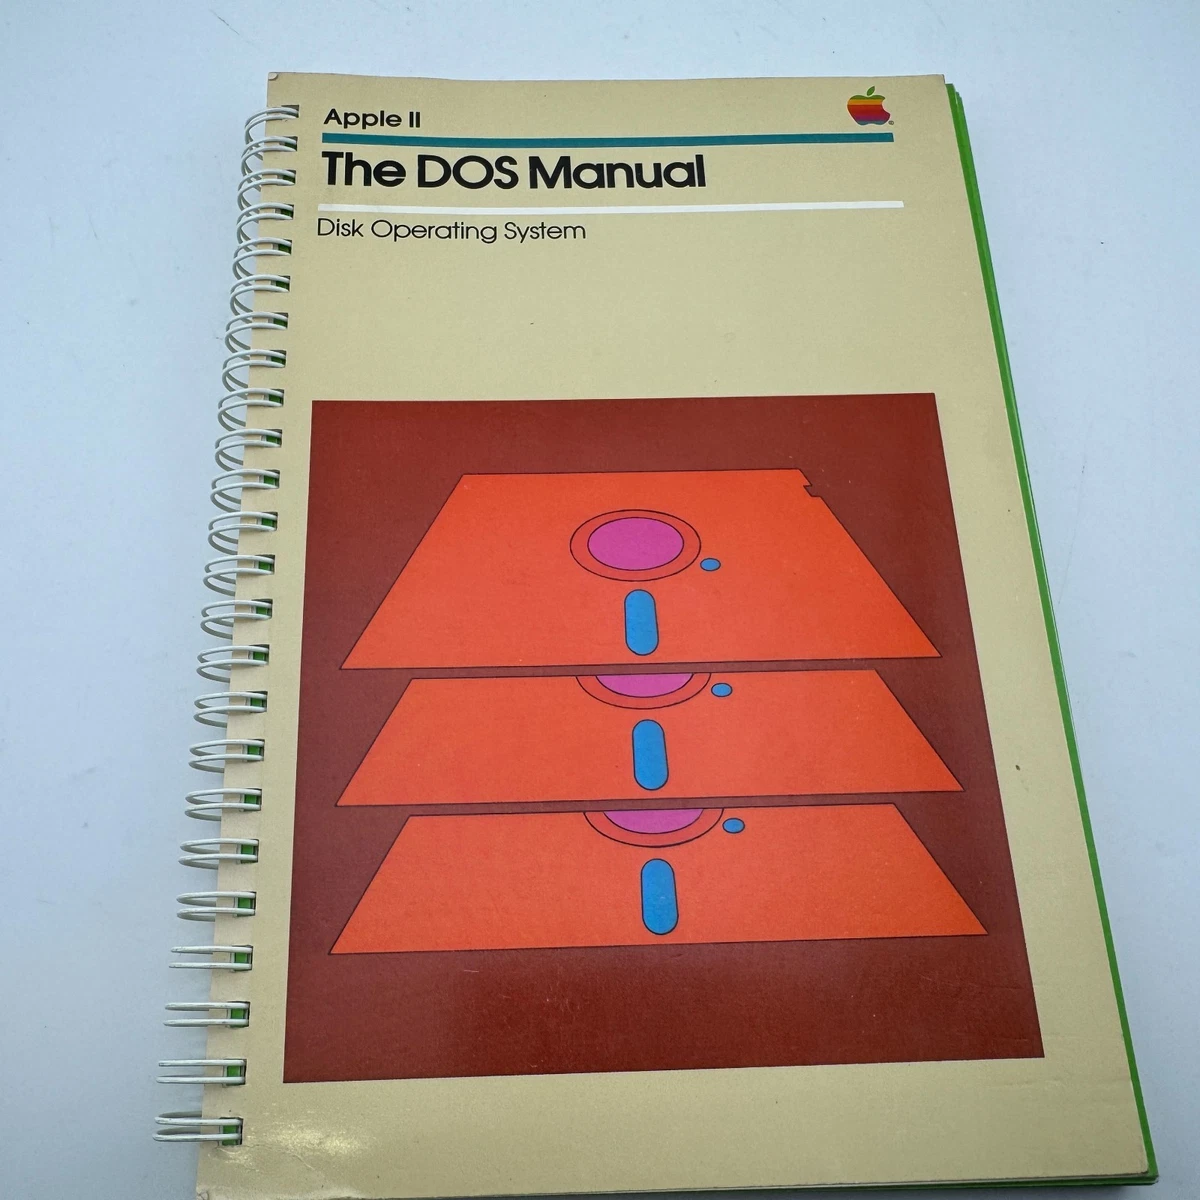 Apple II
The DOS Manual
Disk Operating System